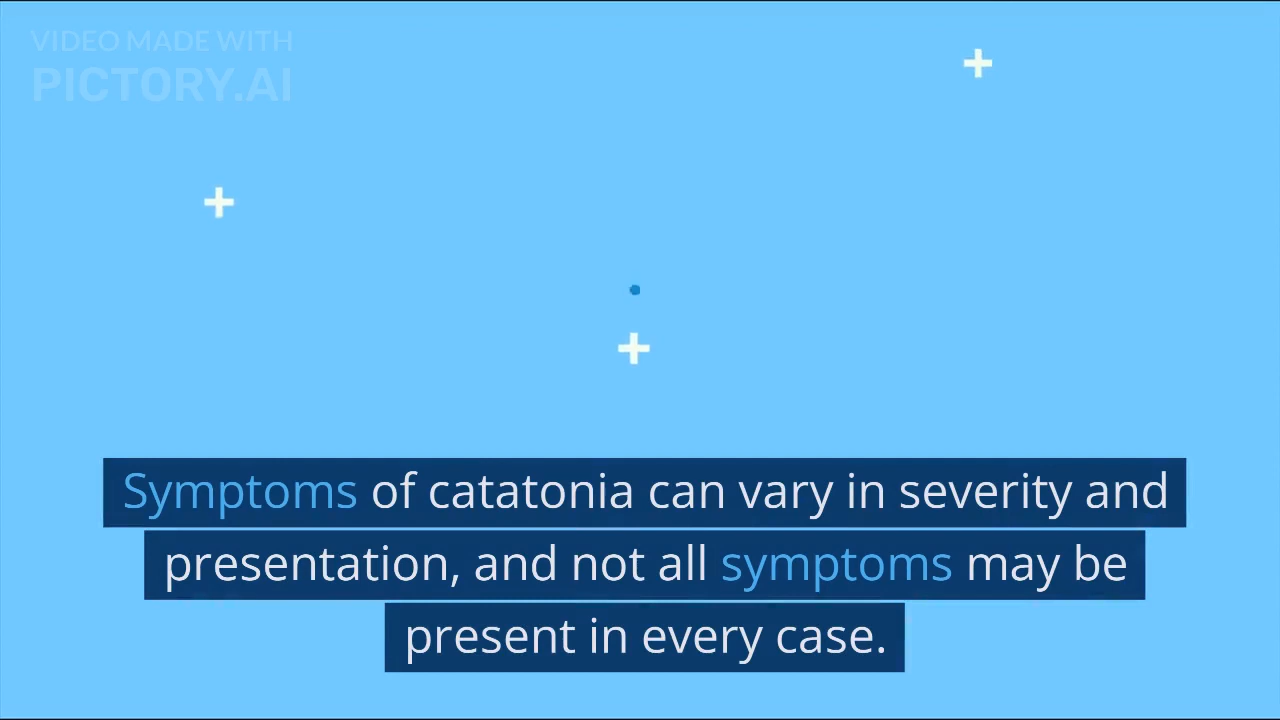 VIDEO MADE WITH
PICTORY.AI
Symptoms of catatonia can vary in severity and
presentation, and not all symptoms may be
present in every case.